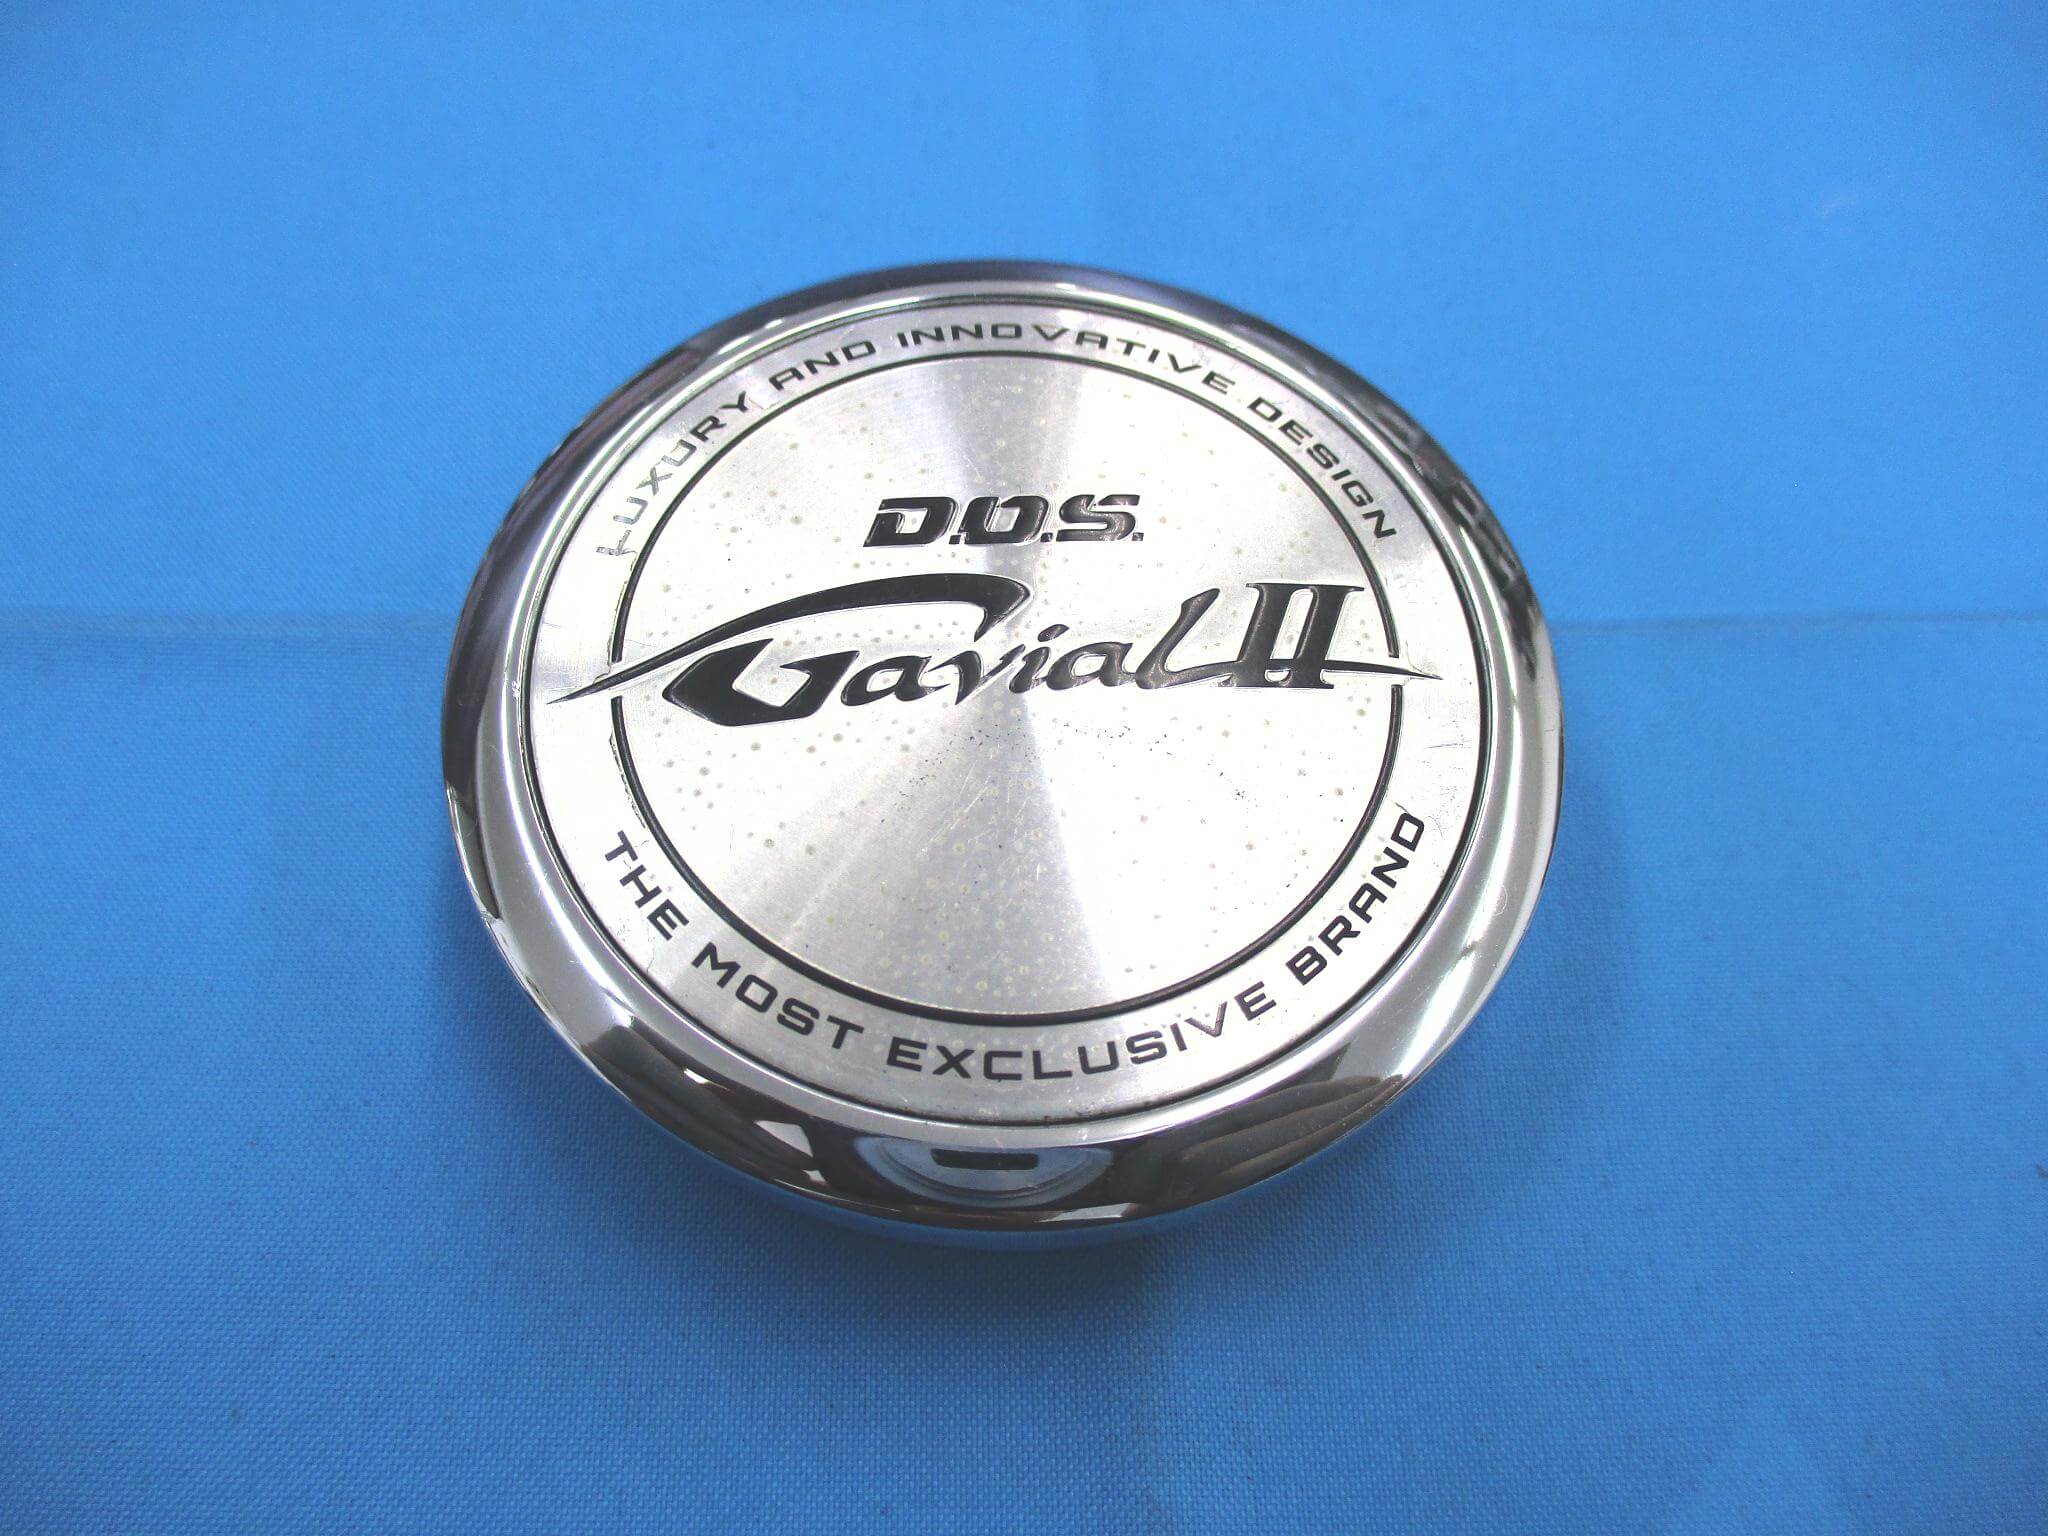 LUXURY AND INNOVATIVE DESIGN
D.O.S.
Gavial II
THE MOST EXCLUSIVE BRAND